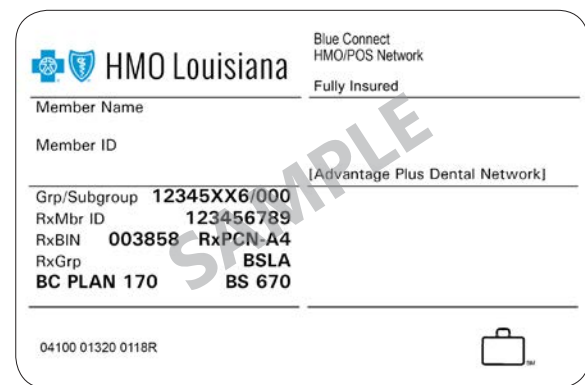 HMO Louisiana
Blue Connect
HMO/POS Network
Fully Insured
Member Name
Member ID
[Advantage Plus Dental Network]
Grp/Subgroup 12345XX6/000
RxMbr ID 123456789
RxBIN 003858 RxPCN-A4
RxGrp BSLA
BC PLAN 170 BS 670
SAMPLE
04100 01320 0118R
SM